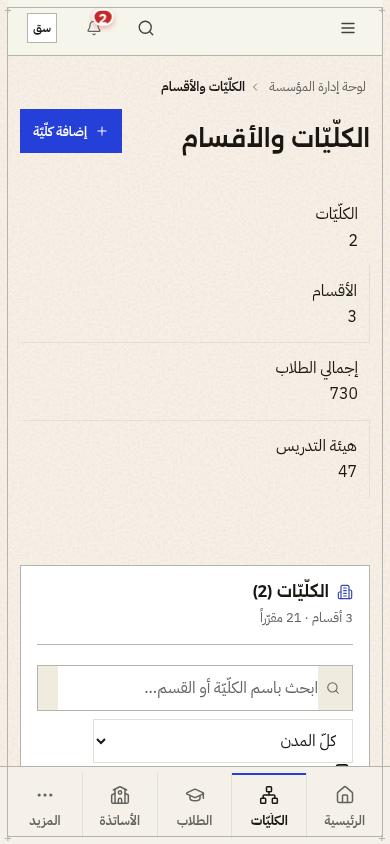 سق
2
لوحة إدارة المؤسسة › الكلّيّات والأقسام
الكلّيّات والأقسام
+ إضافة كلّيّة
الكلّيّات
2
الأقسام
3
إجمالي الطلاب
730
هيئة التدريس
47
الكلّيّات (2)
3 أقسام · 21 مقرّراً
ابحث باسم الكلّيّة أو القسم...
كلّ المدن
الرئيسية
الكليّات
الطلاب
الأساتذة
المزيد